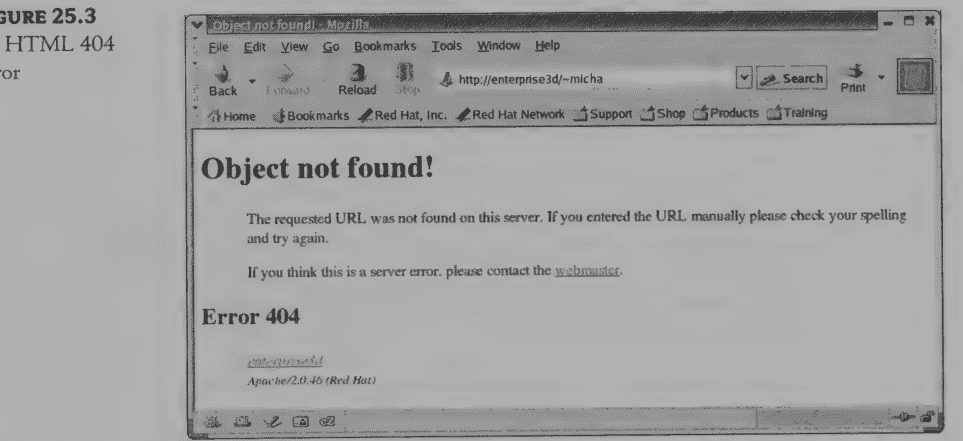 GURE 25.3
HTML 404
or
Object not found! - Mozilla
File Edit View Go Bookmarks Tools Window Help
Back Forward Reload Stop http://enterprise3d/~micha Search Print
Home Bookmarks Red Hat, Inc. Red Hat Network Support Shop Products Training
Object not found!
The requested URL was not found on this server. If you entered the URL manually please check your spelling
and try again.
If you think this is a server error. please contact the webmaster.
Error 404
enterprise3d
Apache/2.0.46 (Red Hat)